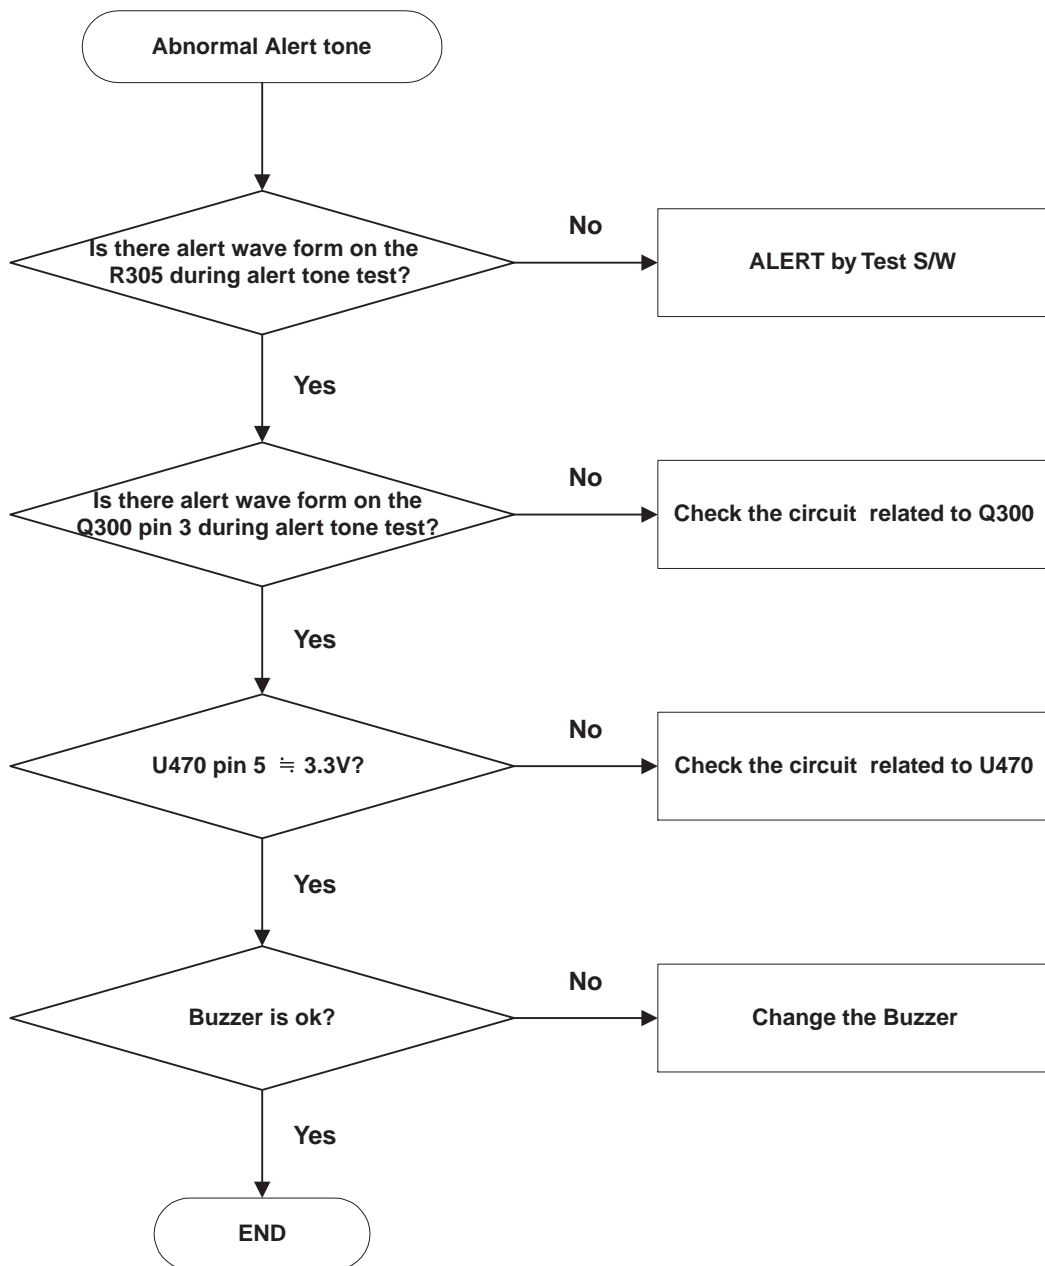 Abnormal Alert tone
Is there alert wave form on the
R305 during alert tone test?
No
ALERT by Test S/W
Yes
Is there alert wave form on the
Q300 pin 3 during alert tone test?
No
Check the circuit  related to Q300
Yes
U470 pin 5 ≒ 3.3V?
No
Check the circuit  related to U470
Yes
Buzzer is ok?
No
Change the Buzzer
Yes
END